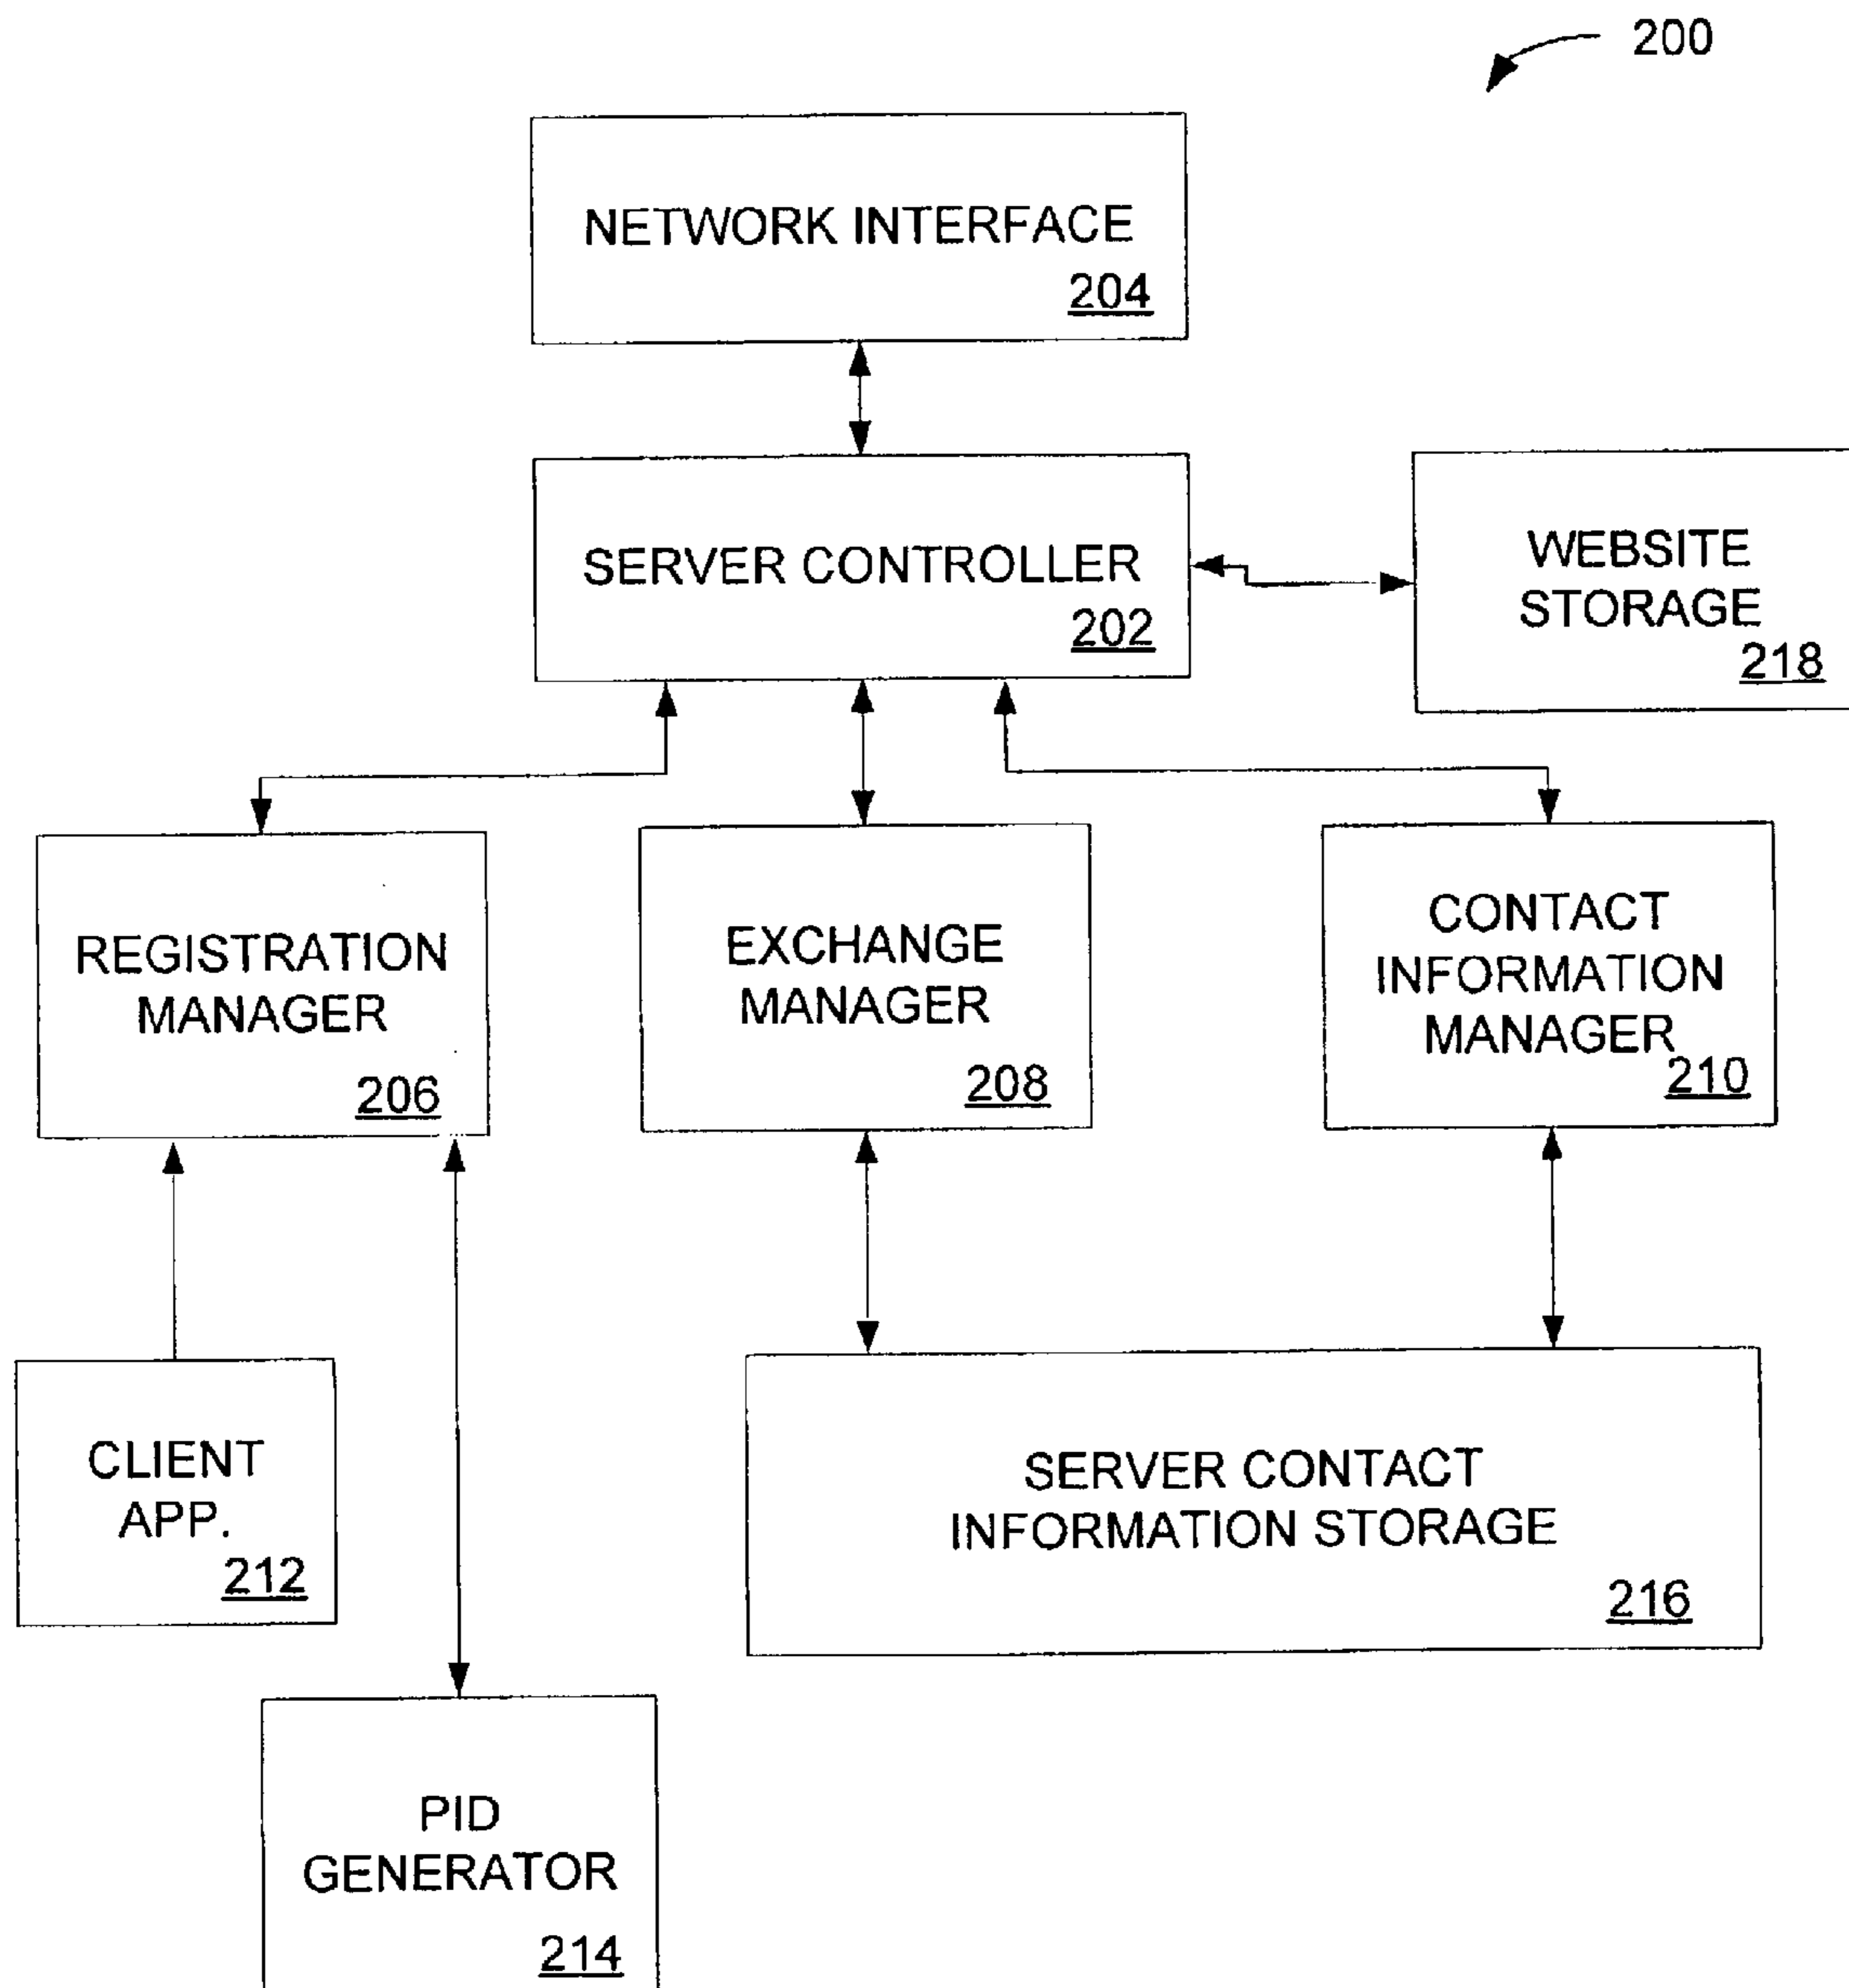 200
NETWORK INTERFACE
204
SERVER CONTROLLER
202
WEBSITE
STORAGE
218
REGISTRATION
MANAGER
206
EXCHANGE
MANAGER
208
CONTACT
INFORMATION
MANAGER
210
CLIENT
APP.
212
SERVER CONTACT
INFORMATION STORAGE
216
PID
GENERATOR
214